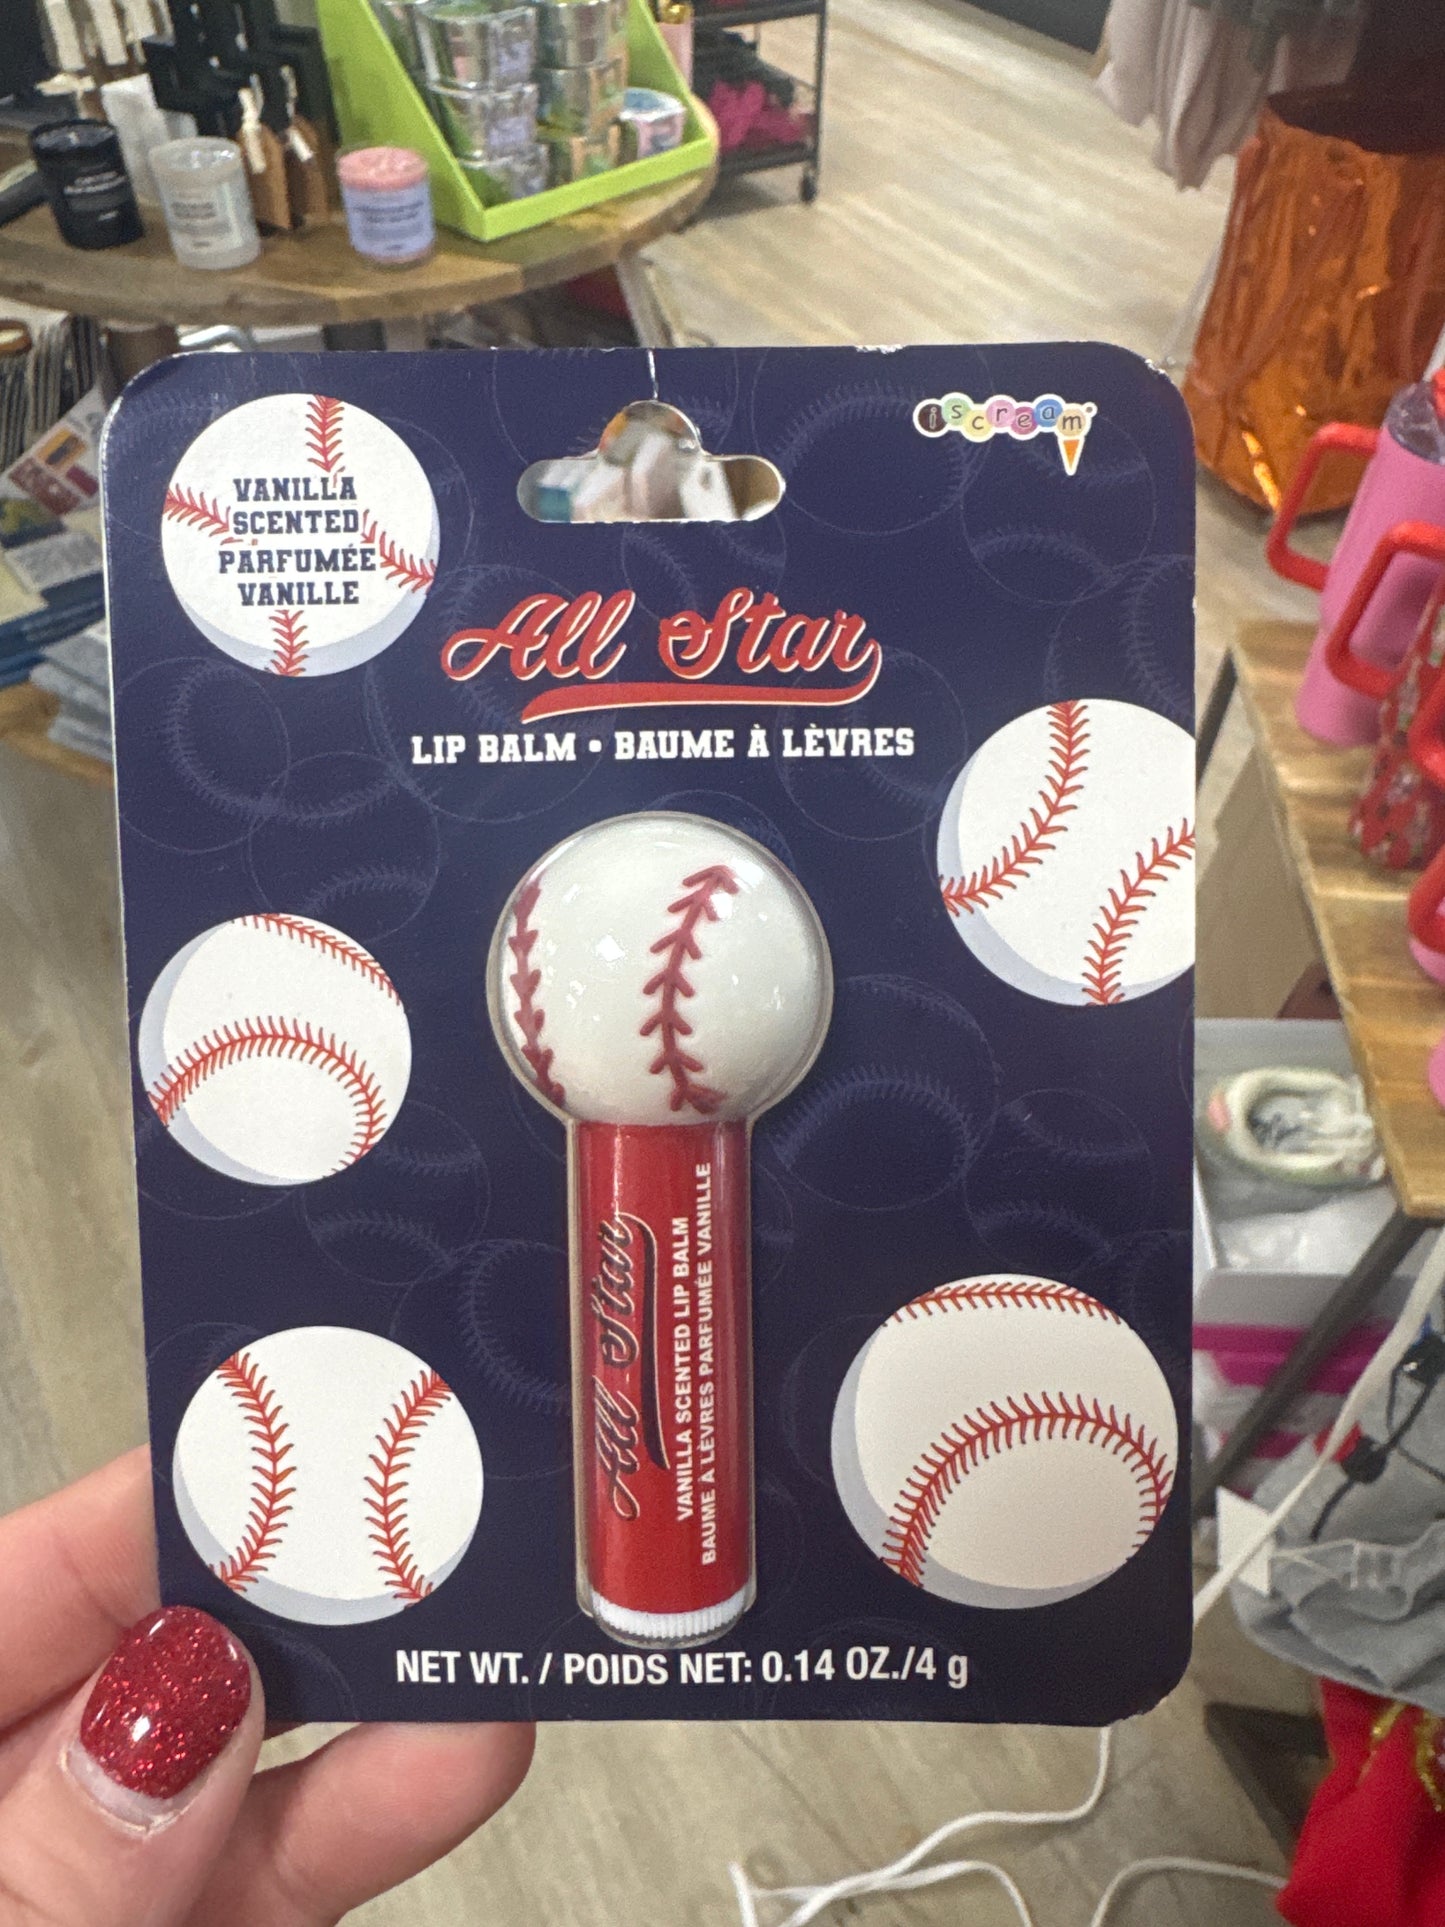 iscream
VANILLA
SCENTED
PARFUMÉE
VANILLE
All Star
LIP BALM • BAUME À LÈVRES
All Star
VANILLA SCENTED LIP BALM
BAUME À LÈVRES PARFUMÉE VANILLE
NET WT. / POIDS NET: 0.14 OZ./4 g